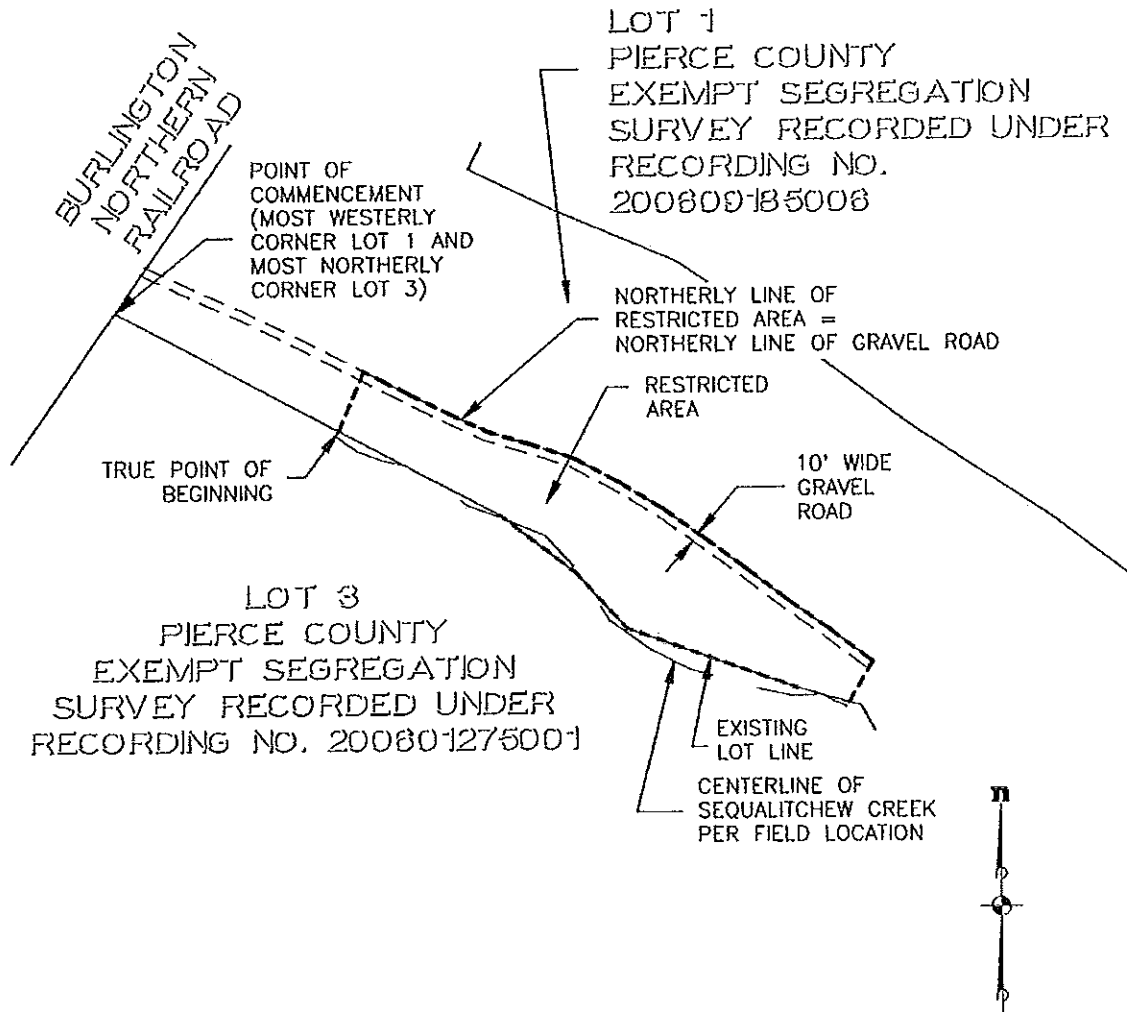 LOT 1
PIERCE COUNTY
EXEMPT SEGREGATION
SURVEY RECORDED UNDER
RECORDING NO.
200609185006
BURLINGTON
NORTHERN
RAILROAD
POINT OF
COMMENCEMENT
(MOST WESTERLY
CORNER LOT 1 AND
MOST NORTHERLY
CORNER LOT 3)
NORTHERLY LINE OF
RESTRICTED AREA =
NORTHERLY LINE OF GRAVEL ROAD
RESTRICTED
AREA
10' WIDE
GRAVEL
ROAD
TRUE POINT OF
BEGINNING
LOT 3
PIERCE COUNTY
EXEMPT SEGREGATION
SURVEY RECORDED UNDER
RECORDING NO. 200601275001
EXISTING
LOT LINE
CENTERLINE OF
SEQUALITCHEW CREEK
PER FIELD LOCATION
n